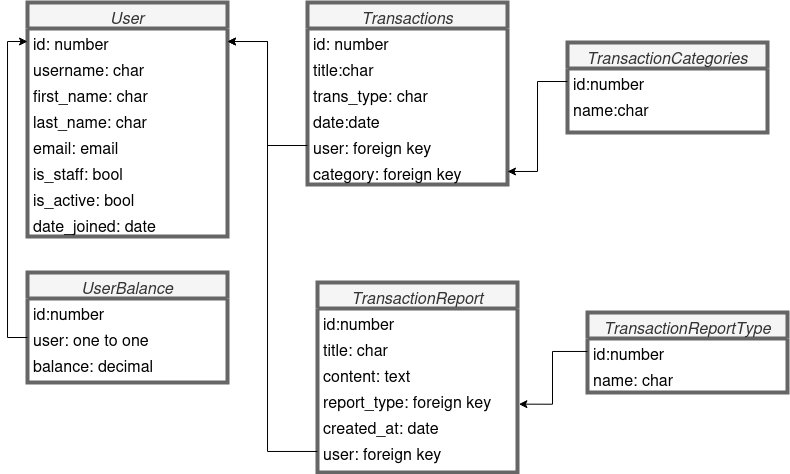 User
id: number
username: char
first_name: char
last_name: char
email: email
is_staff: bool
is_active: bool
date_joined: date
Transactions
id: number
title:char
trans_type: char
date:date
user: foreign key
category: foreign key
TransactionCategories
id:number
name:char
UserBalance
id:number
user: one to one
balance: decimal
TransactionReport
id:number
title: char
content: text
report_type: foreign key
created_at: date
user: foreign key
TransactionReportType
id:number
name: char